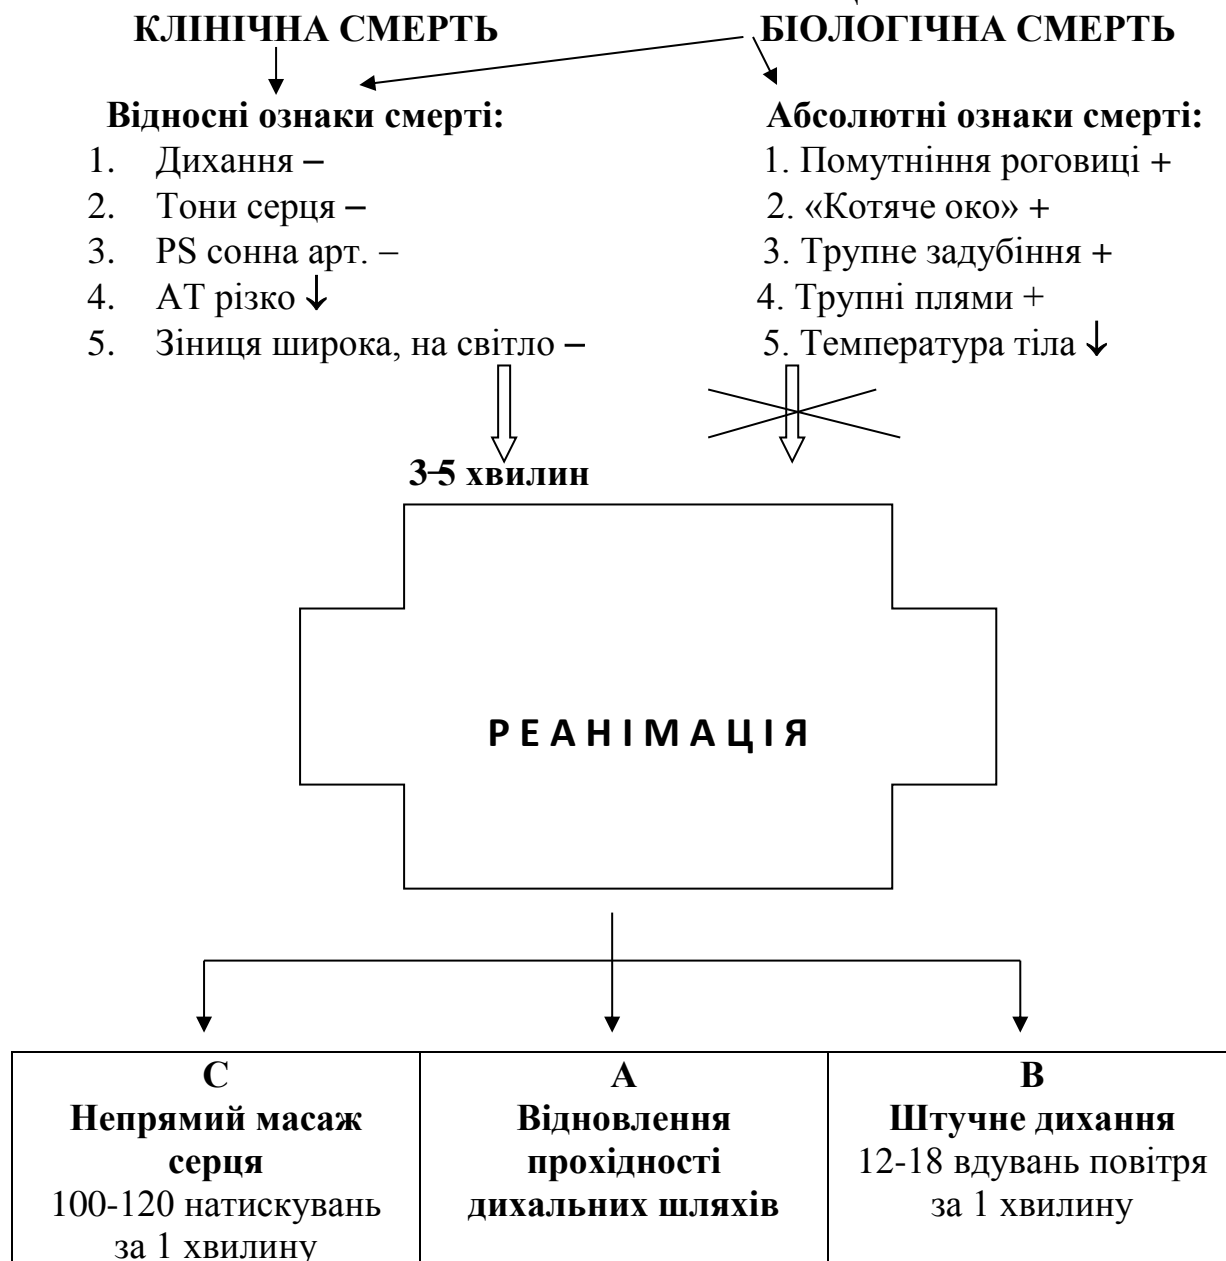 КЛІНІЧНА СМЕРТЬ
БІОЛОГІЧНА СМЕРТЬ
Відносні ознаки смерті:
1. Дихання –
2. Тони серця –
3. PS сонна арт. –
4. АТ різко ↓
5. Зіниця широка, на світло –
Абсолютні ознаки смерті:
1. Помутніння роговиці +
2. «Котяче око» +
3. Трупне задубіння +
4. Трупні плями +
5. Температура тіла ↓
3-5 хвилин
РЕАНІМАЦІЯ
С
Непрямий масаж
серця
100-120 натискувань
за 1 хвилину
А
Відновлення
прохідності
дихальних шляхів
В
Штучне дихання
12-18 вдувань повітря
за 1 хвилину